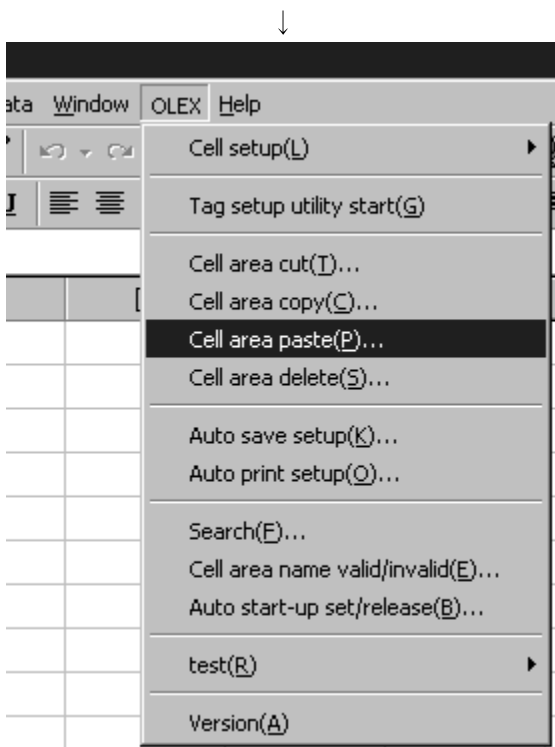 ↓
ata Window OLEX Help
Cell setup(L)
Tag setup utility start(G)
Cell area cut(T)...
Cell area copy(C)...
Cell area paste(P)...
Cell area delete(S)...
Auto save setup(K)...
Auto print setup(O)...
Search(F)...
Cell area name valid/invalid(E)...
Auto start-up set/release(B)...
test(R)
Version(A)